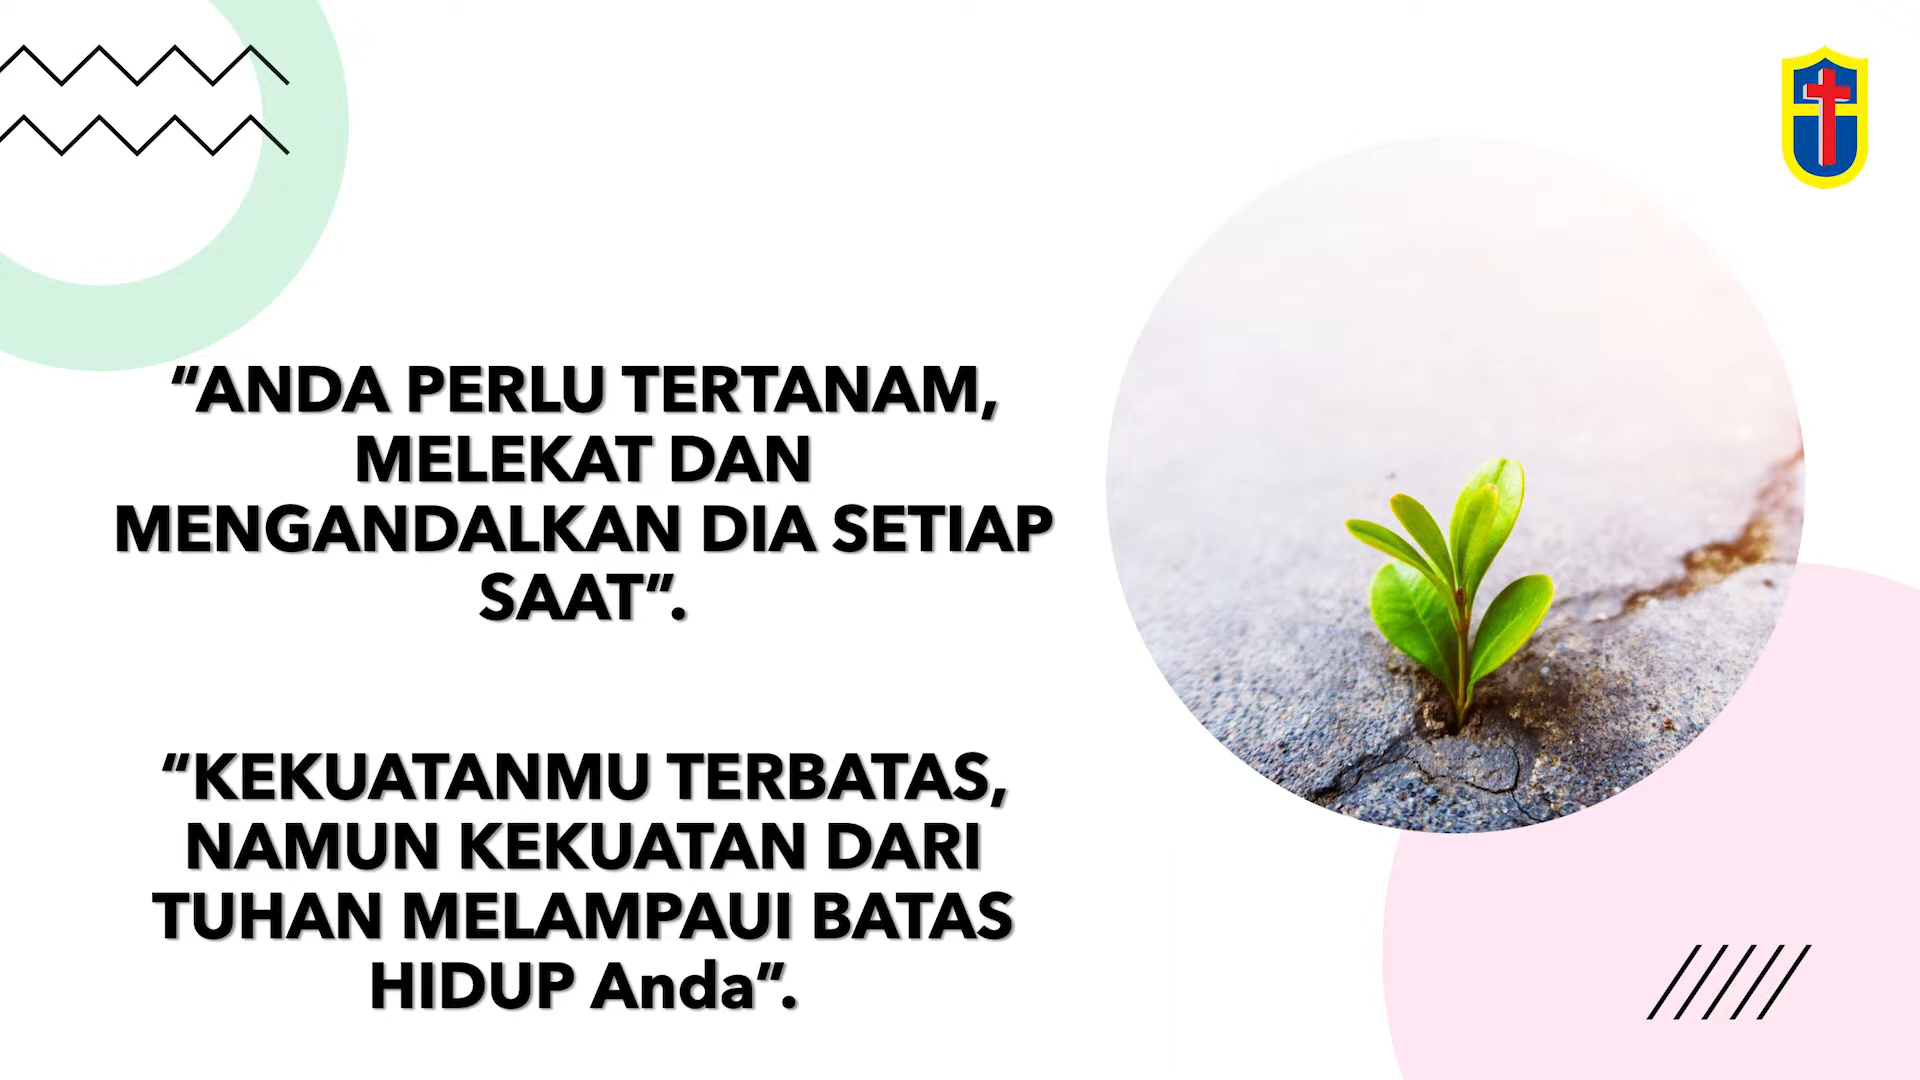 “ANDA PERLU TERTANAM,
MELEKAT DAN
MENGANDALKAN DIA SETIAP
SAAT”.
“KEKUATANMU TERBATAS,
NAMUN KEKUATAN DARI
TUHAN MELAMPAUI BATAS
HIDUP Anda”.